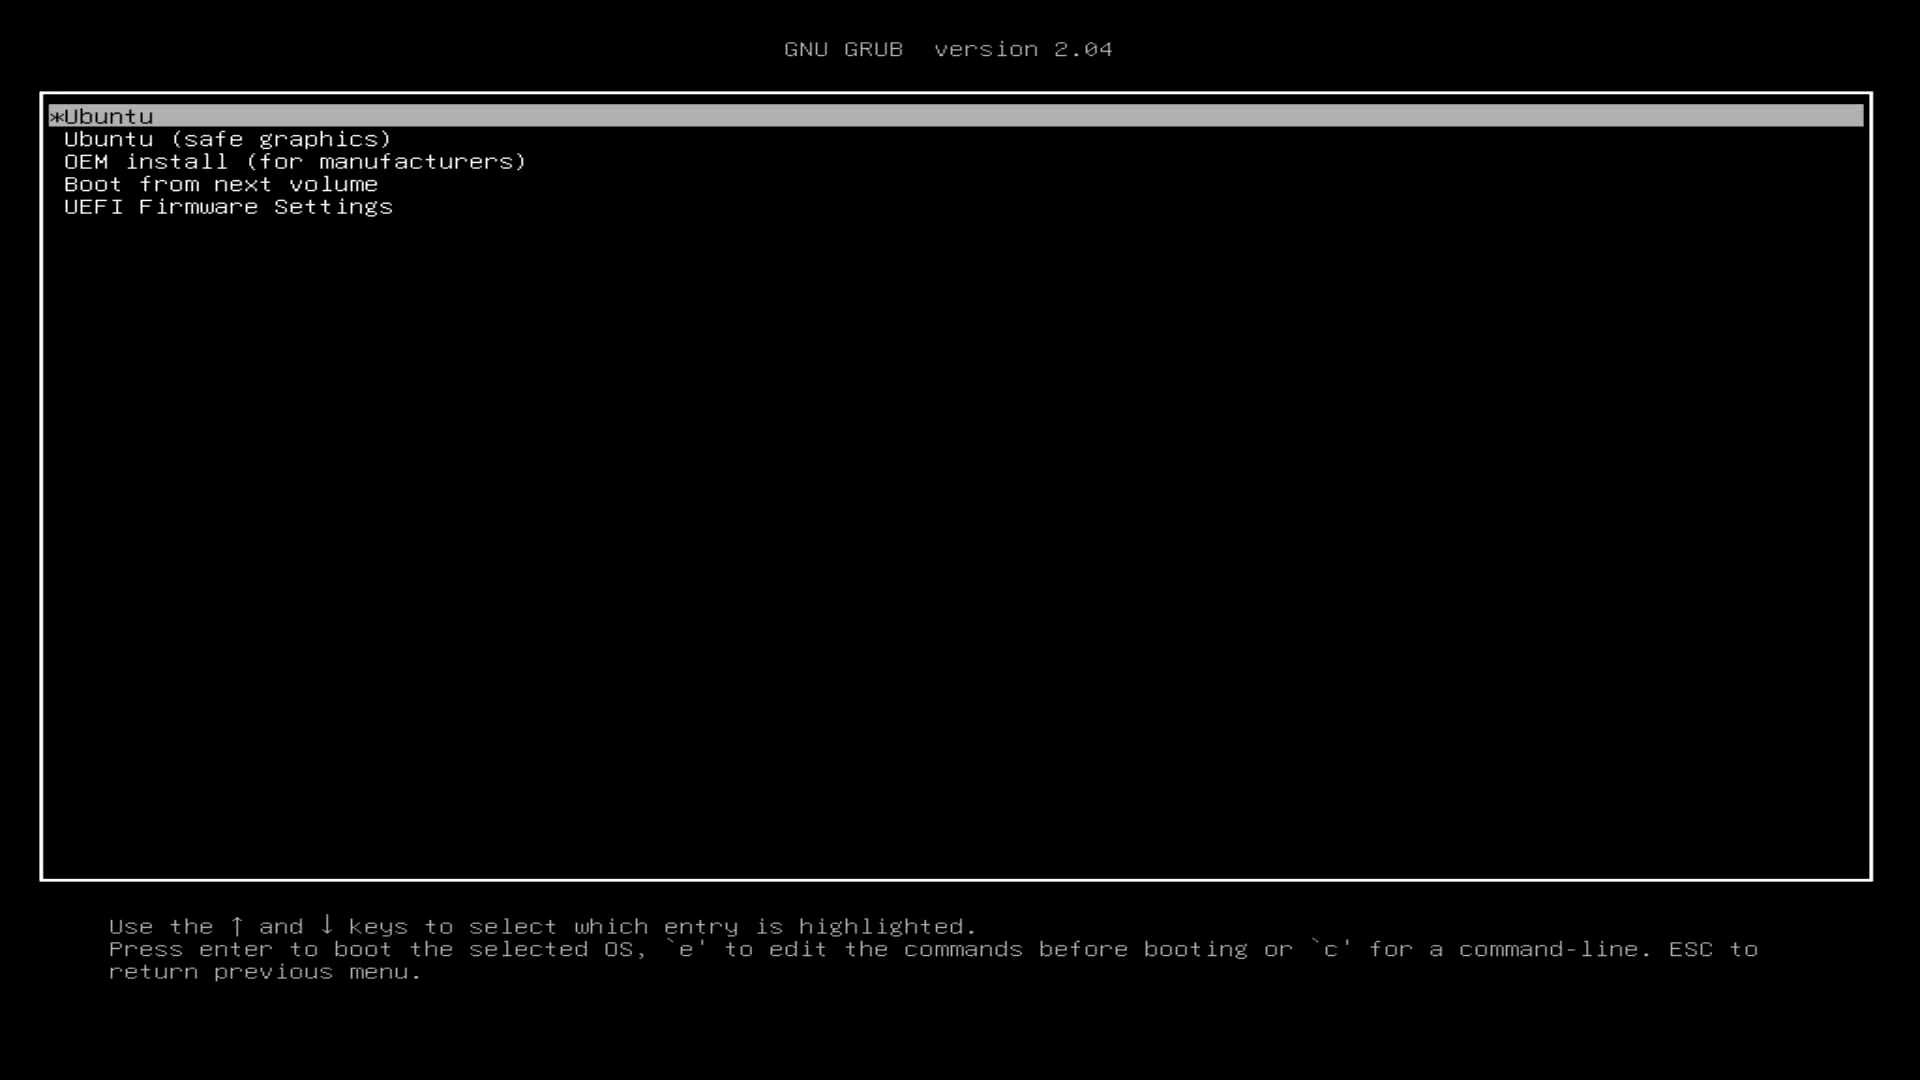 GNU GRUB  version 2.04
*Ubuntu
Ubuntu (safe graphics)
OEM install (for manufacturers)
Boot from next volume
UEFI Firmware Settings
Use the ↑ and ↓ keys to select which entry is highlighted.
Press enter to boot the selected OS, `e' to edit the commands before booting or `c' for a command-line. ESC to
return previous menu.